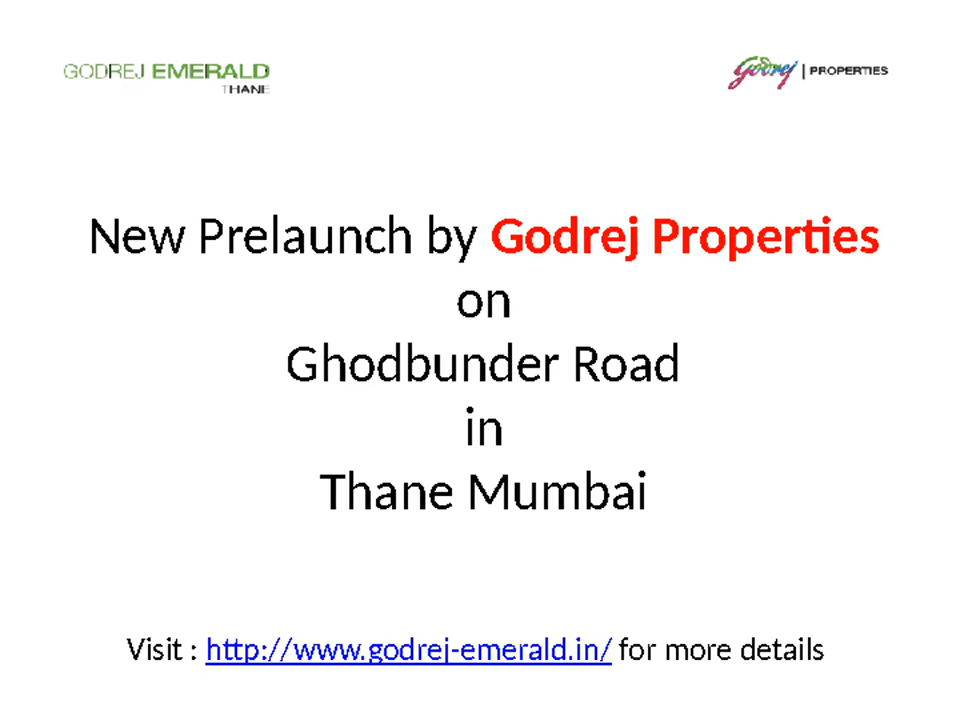 GODREJ EMERALD
THANE
Godrej | PROPERTIES
New Prelaunch by Godrej Properties
on
Ghodbunder Road
in
Thane Mumbai
Visit : http://www.godrej-emerald.in/ for more details